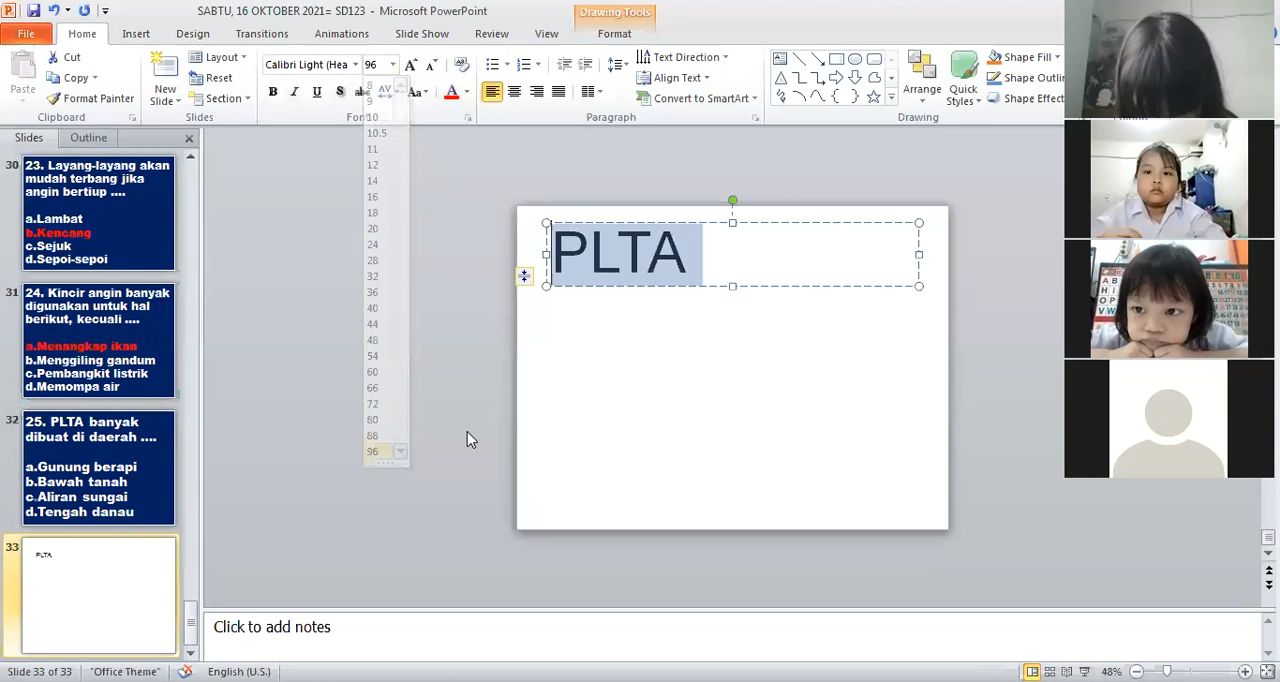 SABTU, 16 OKTOBER 2021= SD123 - Microsoft PowerPoint
Drawing Tools
File Home Insert Design Transitions Animations Slide Show Review View Format
Paste
Cut
Copy
Format Painter
Clipboard
New Slide
Layout
Reset
Section
Slides
Calibri Light (Hea 96
Text Direction
Align Text
Convert to SmartArt
Paragraph
Arrange
Quick Styles
Shape Fill
Shape Outlin
Shape Effect
Drawing
Slides Outline
30
23. Layang-layang akan
mudah terbang jika
angin bertiup ....
a.Lambat
b.Kencang
c.Sejuk
d.Sepoi-sepoi
31
24. Kincir angin banyak
digunakan untuk hal
berikut, kecuali ....
a.Menangkap ikan
b.Menggiling gandum
c.Pembangkit listrik
d.Memompa air
32
25. PLTA banyak
dibuat di daerah ....
a.Gunung berapi
b.Bawah tanah
c.Aliran sungai
d.Tengah danau
33
PLTA
8
9
10
10.5
11
12
14
16
18
20
24
28
32
36
40
44
48
54
60
66
72
80
88
96
PLTA
Click to add notes
Slide 33 of 33
"Office Theme"
English (U.S.)
48%